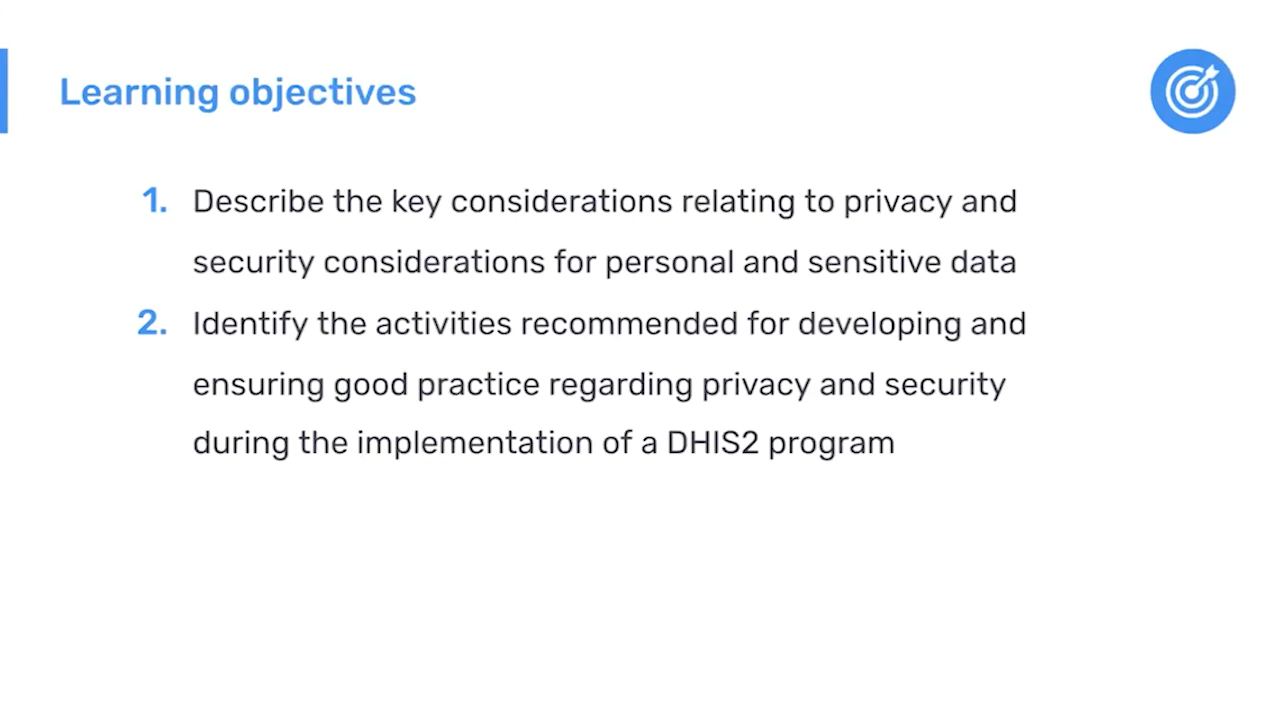 Learning objectives
1. Describe the key considerations relating to privacy and
security considerations for personal and sensitive data
2. Identify the activities recommended for developing and
ensuring good practice regarding privacy and security
during the implementation of a DHIS2 program